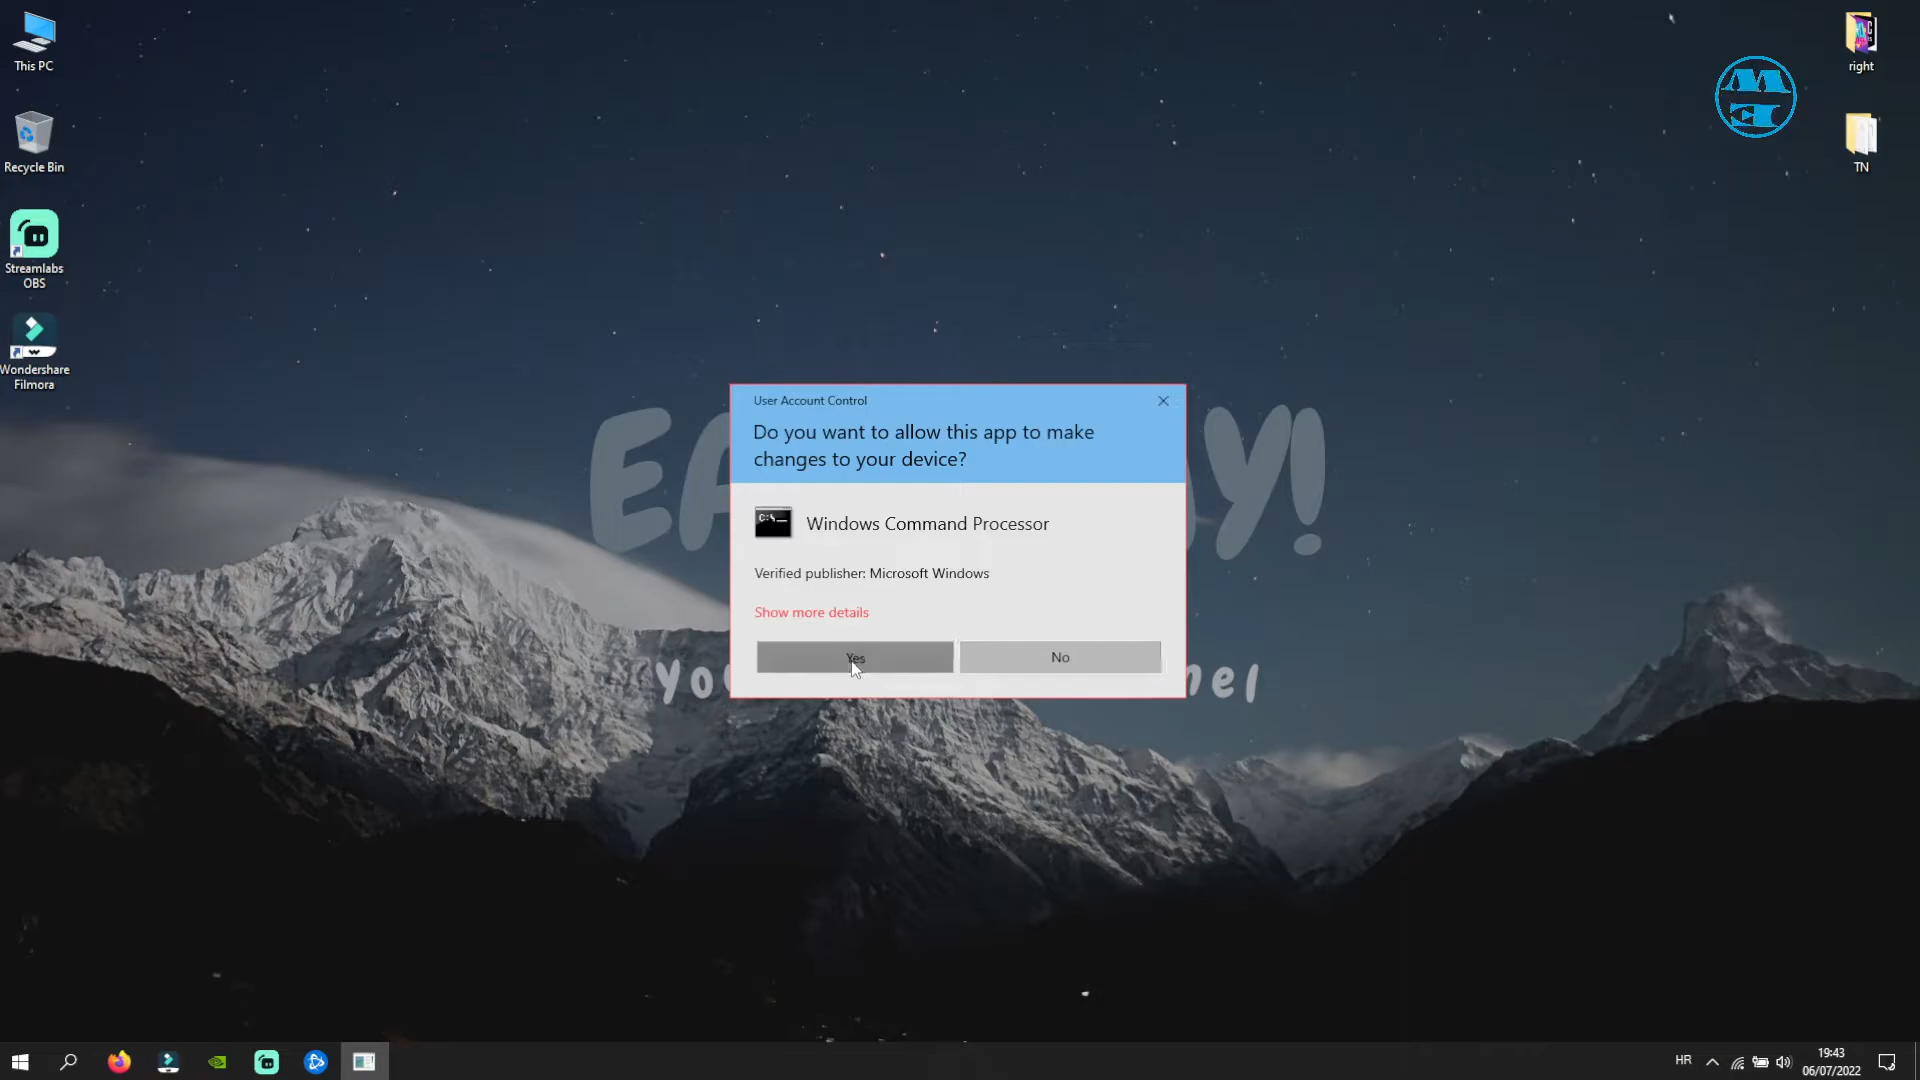 This PC
Recycle Bin
Streamlabs
OBS
Wondershare
Filmora
right
TN
User Account Control
Do you want to allow this app to make
changes to your device?
Windows Command Processor
Verified publisher: Microsoft Windows
Show more details
Yes
No
HR
19:43
06/07/2022